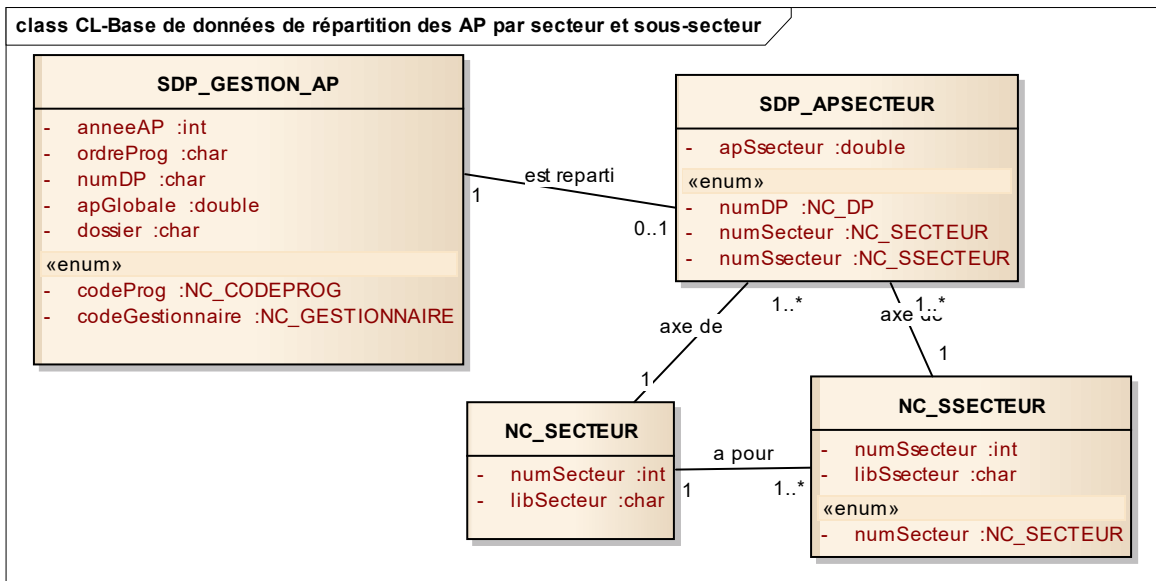 class CL-Base de données de répartition des AP par secteur et sous-secteur
SDP_GESTION_AP
- anneeAP :int
- ordreProg :char
- numDP :char
- apGlobale :double
- dossier :char
«enum»
- codeProg :NC_CODEPROG
- codeGestionnaire :NC_GESTIONNAIRE
est reparti
1
0..1
SDP_APSECTEUR
- apSsecteur :double
«enum»
- numDP :NC_DP
- numSecteur :NC_SECTEUR
- numSsecteur :NC_SSECTEUR
1..*
axe de
1
1..*
axe de
1
NC_SECTEUR
- numSecteur :int
- libSecteur :char
a pour
1
1..*
NC_SSECTEUR
- numSsecteur :int
- libSsecteur :char
«enum»
- numSecteur :NC_SECTEUR